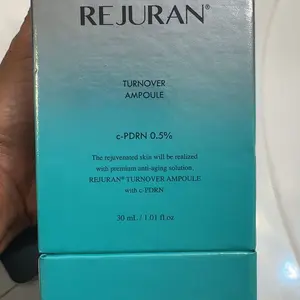 REJURAN®
TURNOVER
AMPOULE
c-PDRN 0.5%
The rejuvenated skin will be realized
with premium anti-aging solution.
REJURAN® TURNOVER AMPOULE
with c-PDRN
30 mL / 1.01 fl.oz